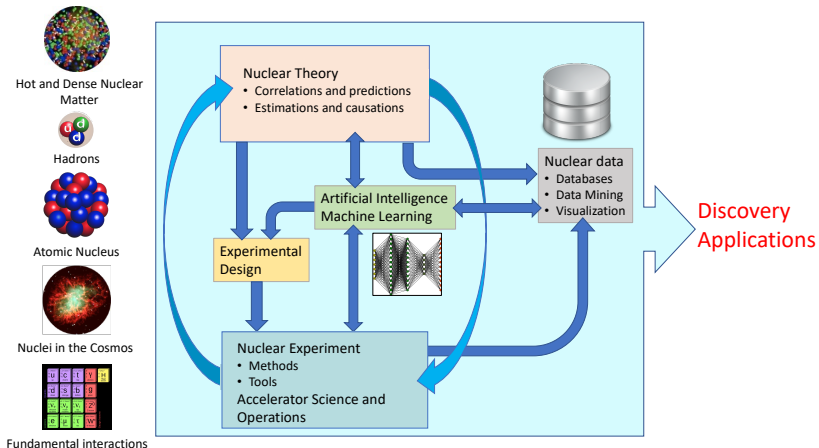 Hot and Dense Nuclear
Matter
Hadrons
Atomic Nucleus
Nuclei in the Cosmos
Fundamental interactions
Nuclear Theory
• Correlations and predictions
• Estimations and causations
Nuclear data
• Databases
• Data Mining
• Visualization
Artificial Intelligence
Machine Learning
Experimental
Design
Nuclear Experiment
• Methods
• Tools
Accelerator Science and
Operations
Discovery
Applications
u
d
u c t γ H
d s b g
e μ τ W